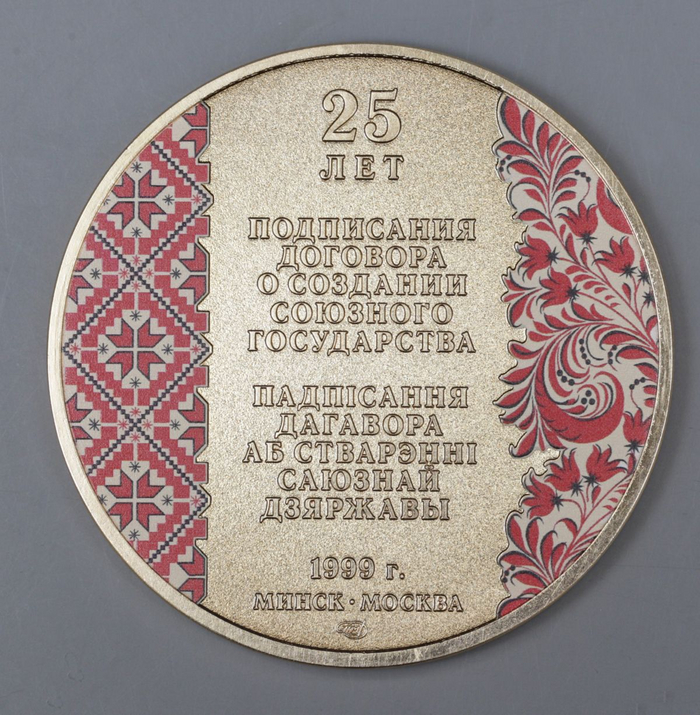 25
ЛЕТ
ПОДПИСАНИЯ
ДОГОВОРА
О СОЗДАНИИ
СОЮЗНОГО
ГОСУДАРСТВА
ПАДПІСАННЯ
ДАГАВОРА
АБ СТВАРЭННІ
САЮЗНАЙ
ДЗЯРЖАВЫ
1999 г.
МИНСК · МОСКВА